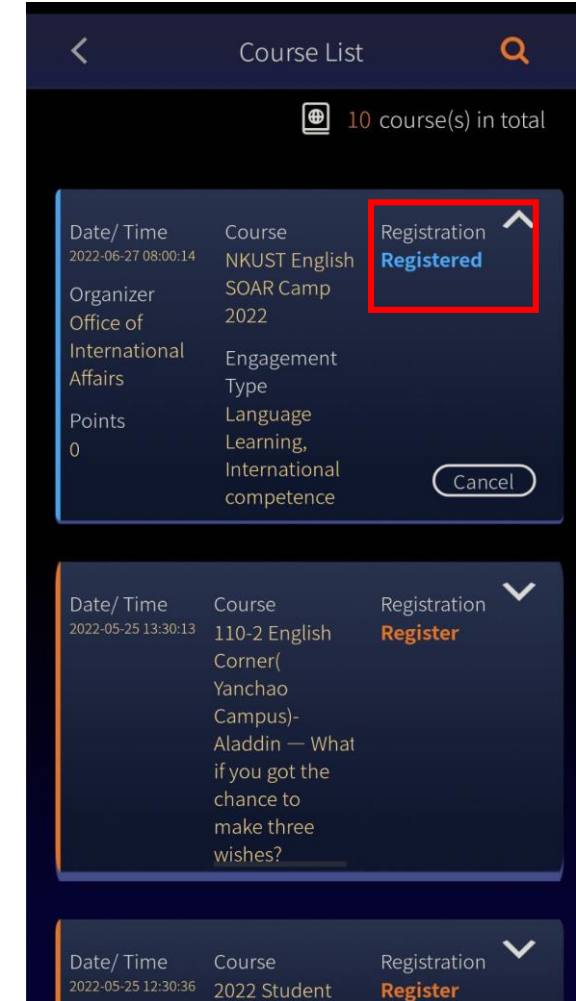 Course List
10 course(s) in total
Date/ Time
2022-06-27 08:00:14
Organizer
Office of
International
Affairs
Points
0
Course
NKUST English
SOAR Camp
2022
Engagement
Type
Language
Learning,
International
competence
Registration
Registered
Cancel
Date/ Time
2022-05-25 13:30:13
Course
110-2 English
Corner(
Yanchao
Campus)-
Aladdin — What
if you got the
chance to
make three
wishes?
Registration
Register
Date/ Time
2022-05-25 12:30:36
Course
2022 Student
Registration
Register